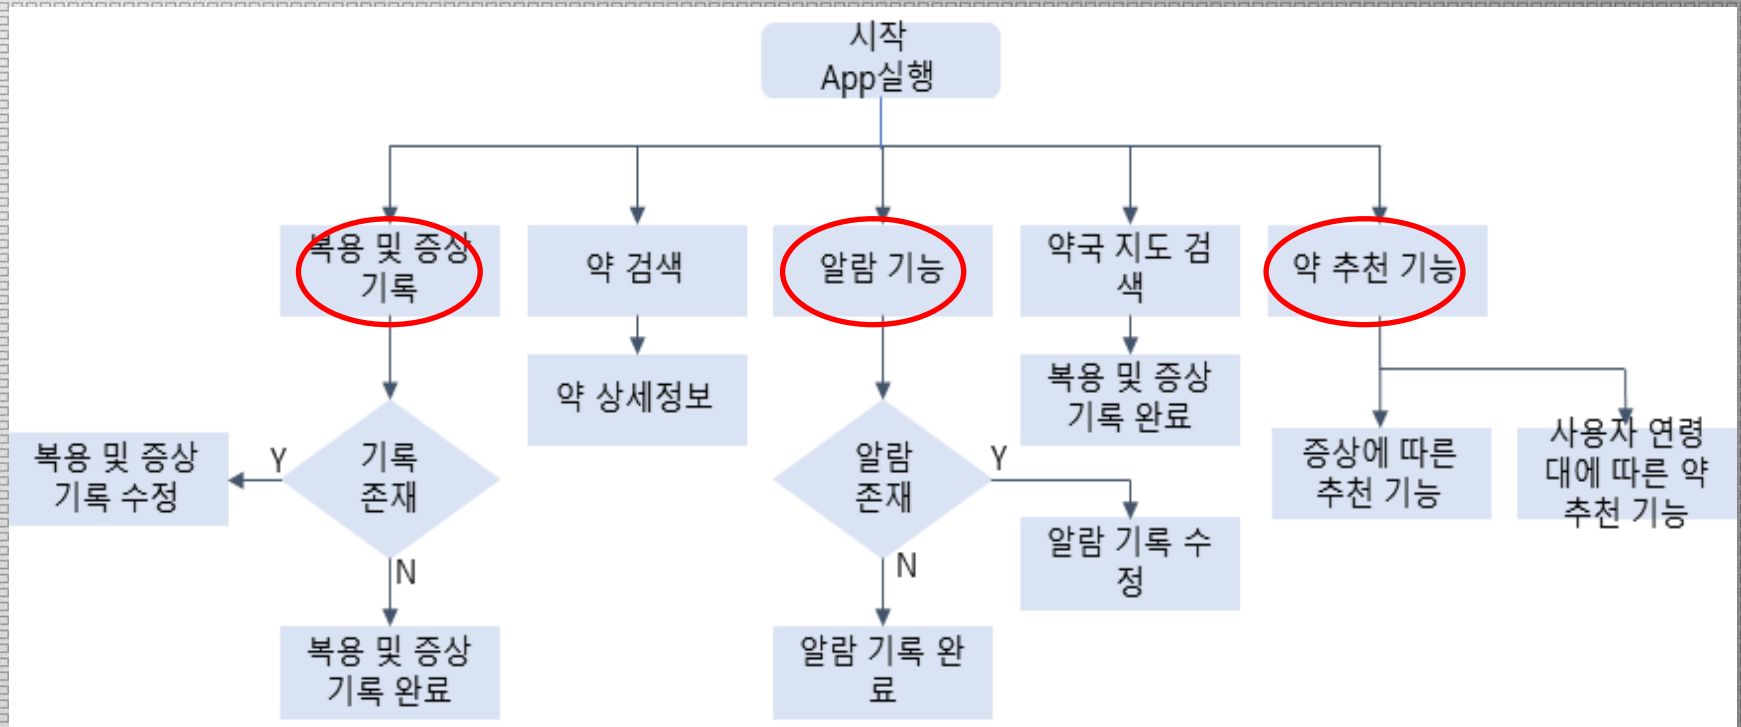 시작
App실행
복용 및 증상
기록
약 검색
알람 기능
약국 지도 검
색
약 추천 기능
약 상세정보
복용 및 증상
기록 완료
복용 및 증상
기록 수정
Y
기록
존재
N
알람
존재
Y
N
증상에 따른
추천 기능
사용자 연령
대에 따른 약
추천 기능
알람 기록 수
정
복용 및 증상
기록 완료
알람 기록 완
료